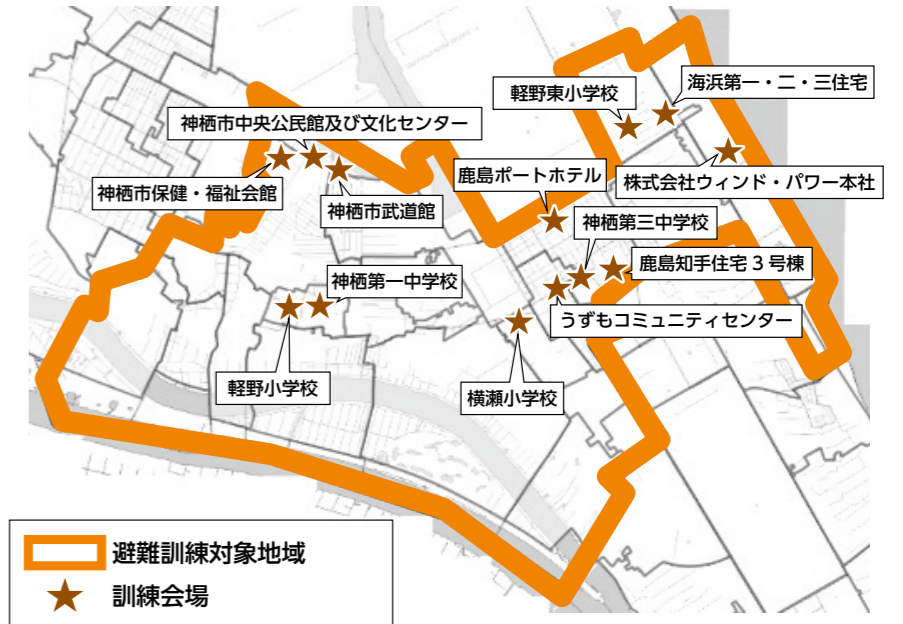 海浜第一・二・三住宅
軽野東小学校
神栖市中央公民館及び文化センター
鹿島ポートホテル
株式会社ウィンド・パワー本社
神栖市保健・福祉会館
神栖市武道館
神栖第三中学校
鹿島知手住宅 3 号棟
神栖第一中学校
うずもコミュニティセンター
軽野小学校
横瀬小学校
避難訓練対象地域
訓練会場